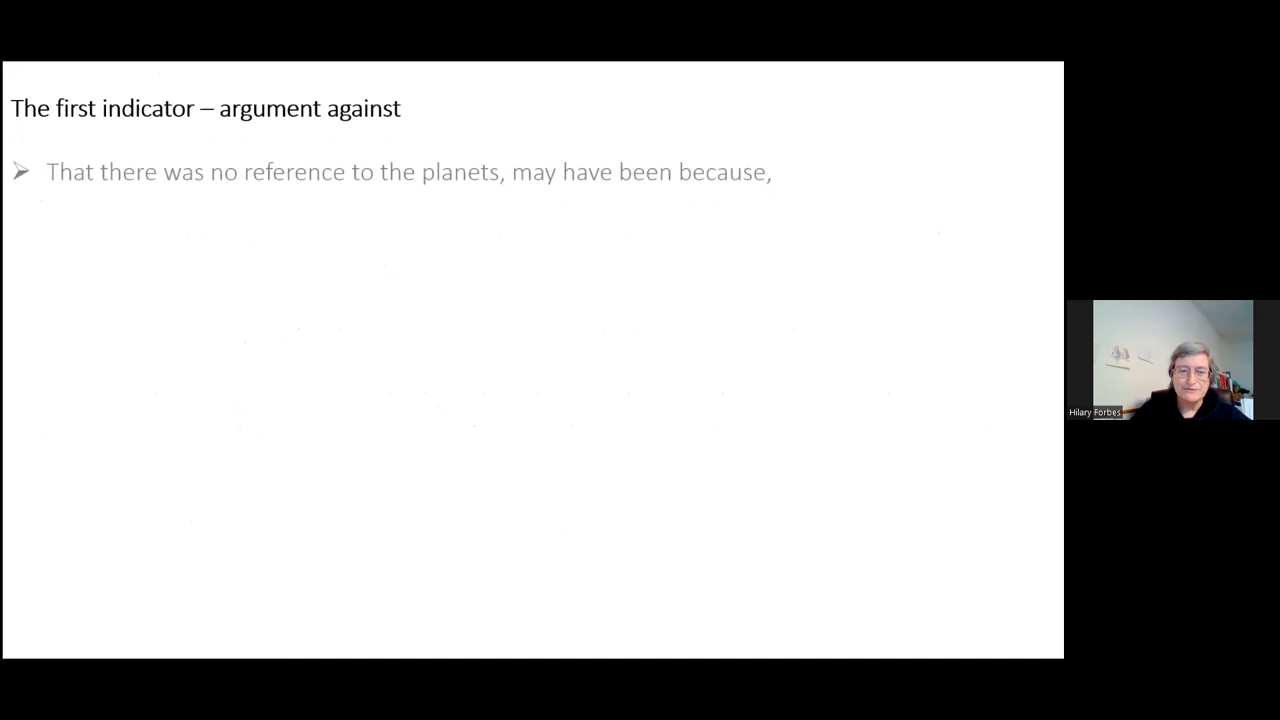 The first indicator – argument against
➢ That there was no reference to the planets, may have been because,
Hilary Forbes